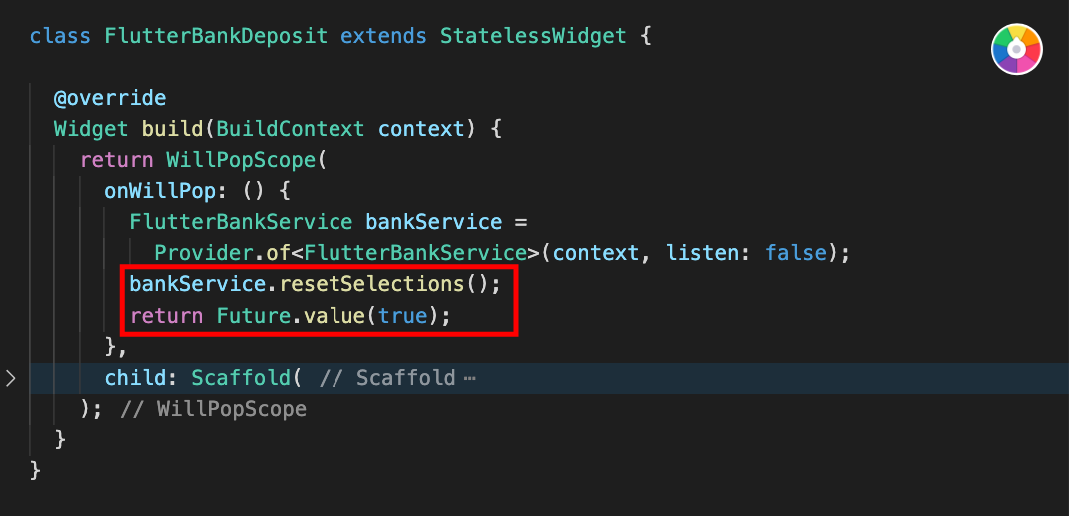 class FlutterBankDeposit extends StatelessWidget {
@override
Widget build(BuildContext context) {
return WillPopScope(
onWillPop: () {
FlutterBankService bankService =
Provider.of<FlutterBankService>(context, listen: false);
bankService.resetSelections();
return Future.value(true);
},
child: Scaffold( // Scaffold ⋯
); // WillPopScope
}
}